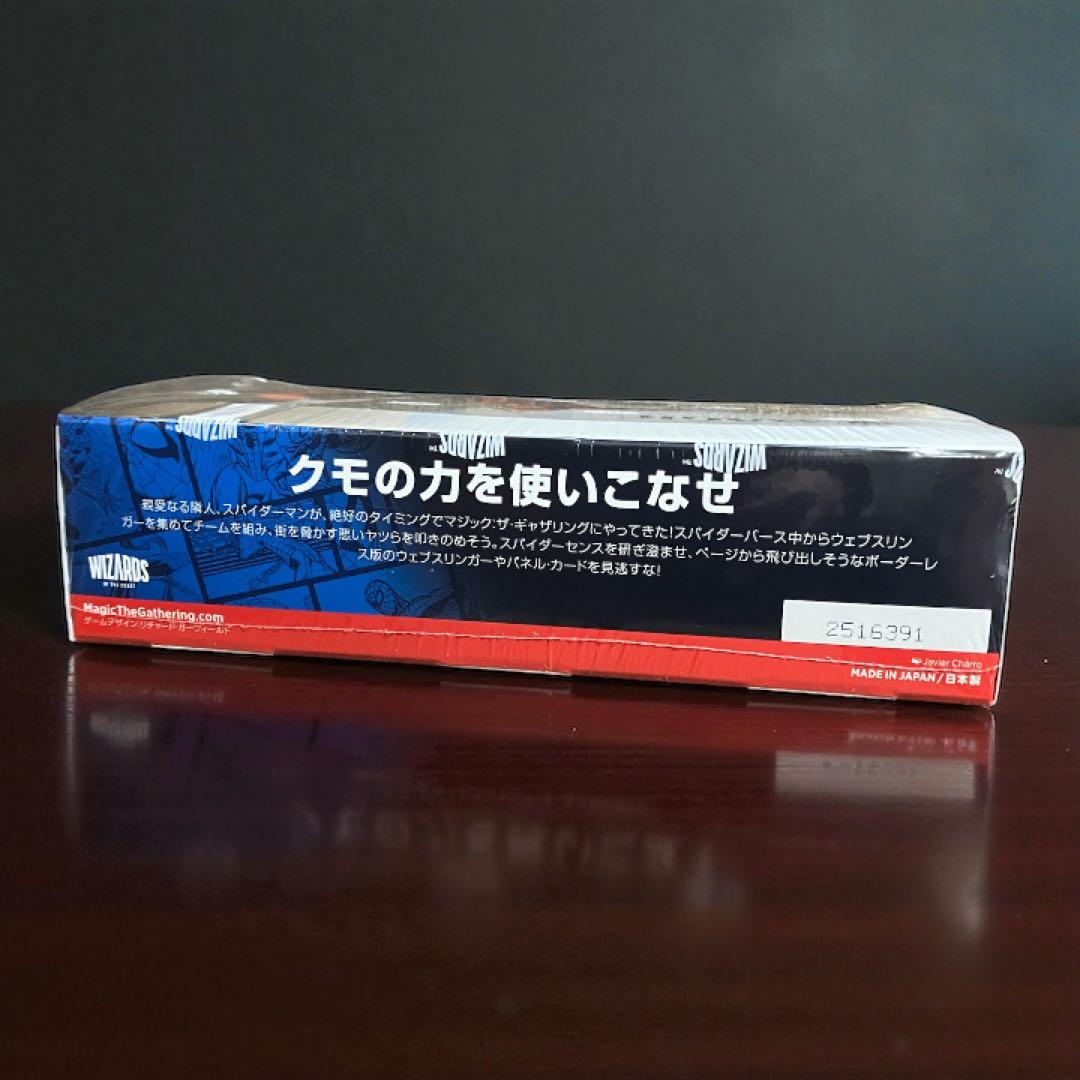 WIZARDS TM
WIZARDS TM
WIZARDS TM
クモの力を使いこなせ
親愛なる隣人、スパイダーマンが、絶好のタイミングでマジック:ザ・ギャザリングにやってきた!スパイダーバース中からウェブスリン
ガーを集めてチームを組み、街を脅かす悪いヤツらを叩きのめそう。スパイダーセンスを研ぎ澄ませ、ページから飛び出しそうなボーダーレ
ス版のウェブスリンガーやパネル・カードを見逃すな!
WIZARDS
OF THE COAST
MagicTheGathering.com
ゲームデザイン:リチャード・ガーフィールド
2516391
Javier Charro
MADE IN JAPAN / 日本製